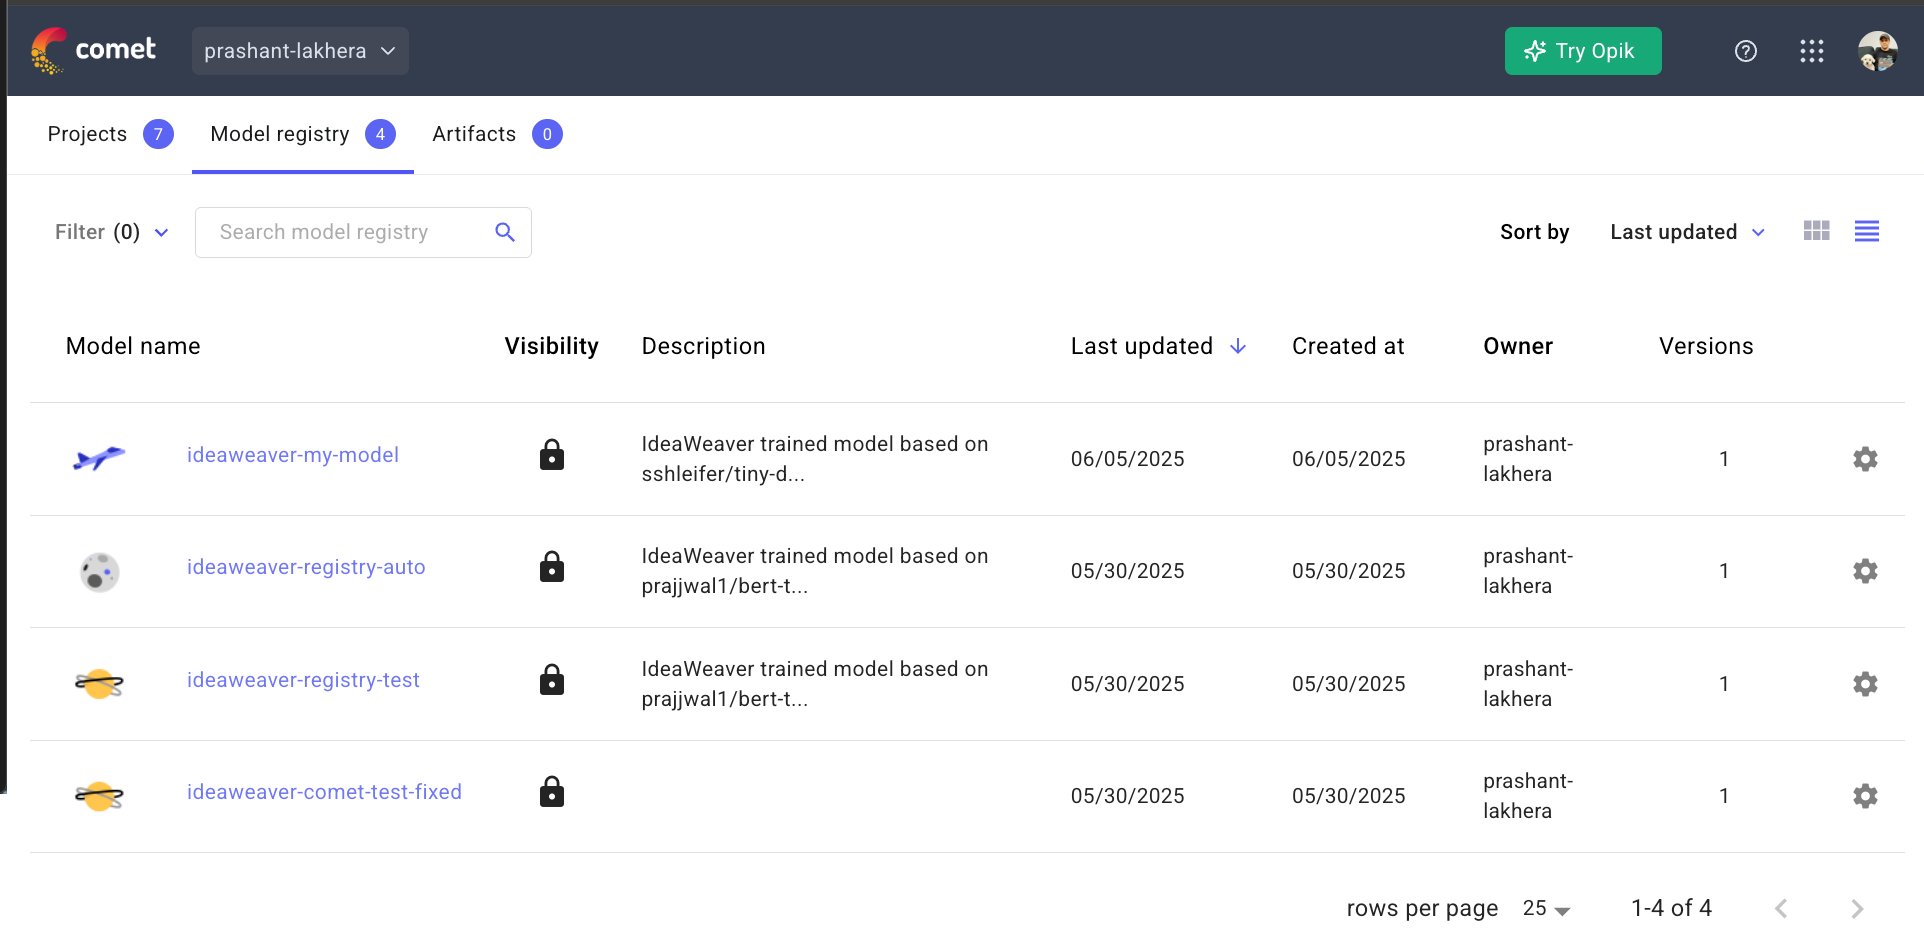 comet prashant-lakhera Try Opik
Projects 7 Model registry 4 Artifacts 0
Filter (0) Search model registry Sort by Last updated
Model name Visibility Description Last updated Created at Owner Versions
ideaweaver-my-model IdeaWeaver trained model based on sshleifer/tiny-d... 06/05/2025 06/05/2025 prashant-lakhera 1
ideaweaver-registry-auto IdeaWeaver trained model based on prajjwal1/bert-t... 05/30/2025 05/30/2025 prashant-lakhera 1
ideaweaver-registry-test IdeaWeaver trained model based on prajjwal1/bert-t... 05/30/2025 05/30/2025 prashant-lakhera 1
ideaweaver-comet-test-fixed 05/30/2025 05/30/2025 prashant-lakhera 1
rows per page 25 1-4 of 4